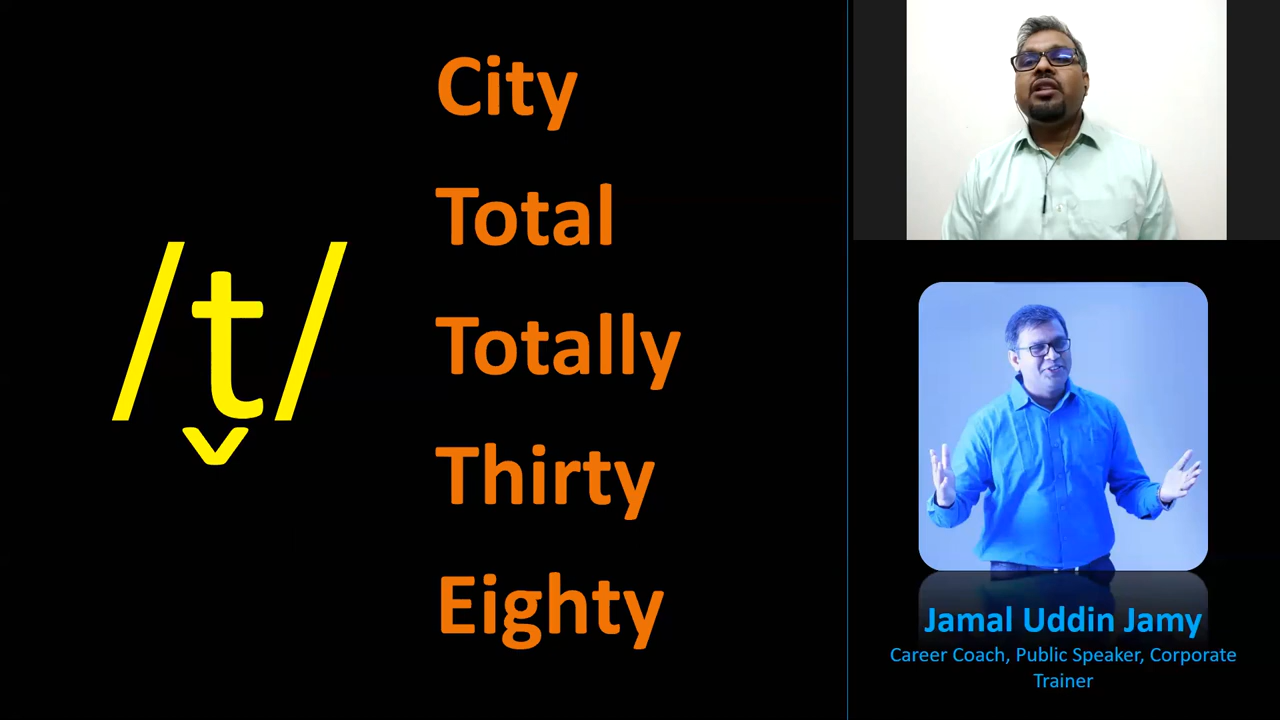 /t̬/
City
Total
Totally
Thirty
Eighty
Jamal Uddin Jamy
Career Coach, Public Speaker, Corporate
Trainer